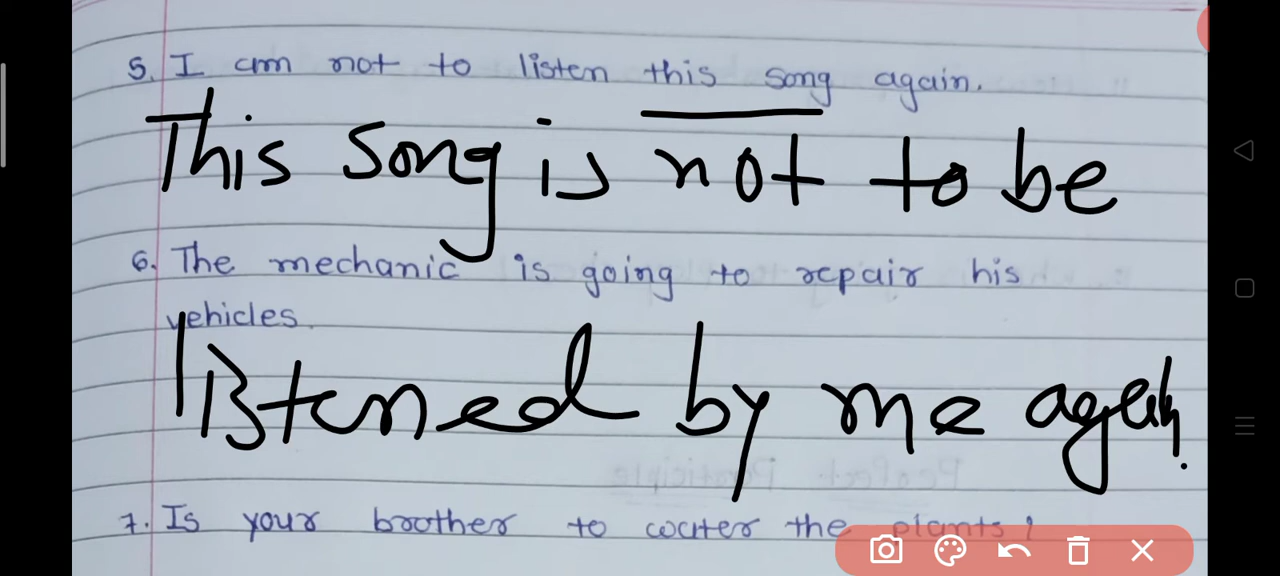 5. I am not to listen this song again.
This song is not to be
6. The mechanic is going to repair his
vehicles.
listened by me again.
7. Is your brother to water the plants?